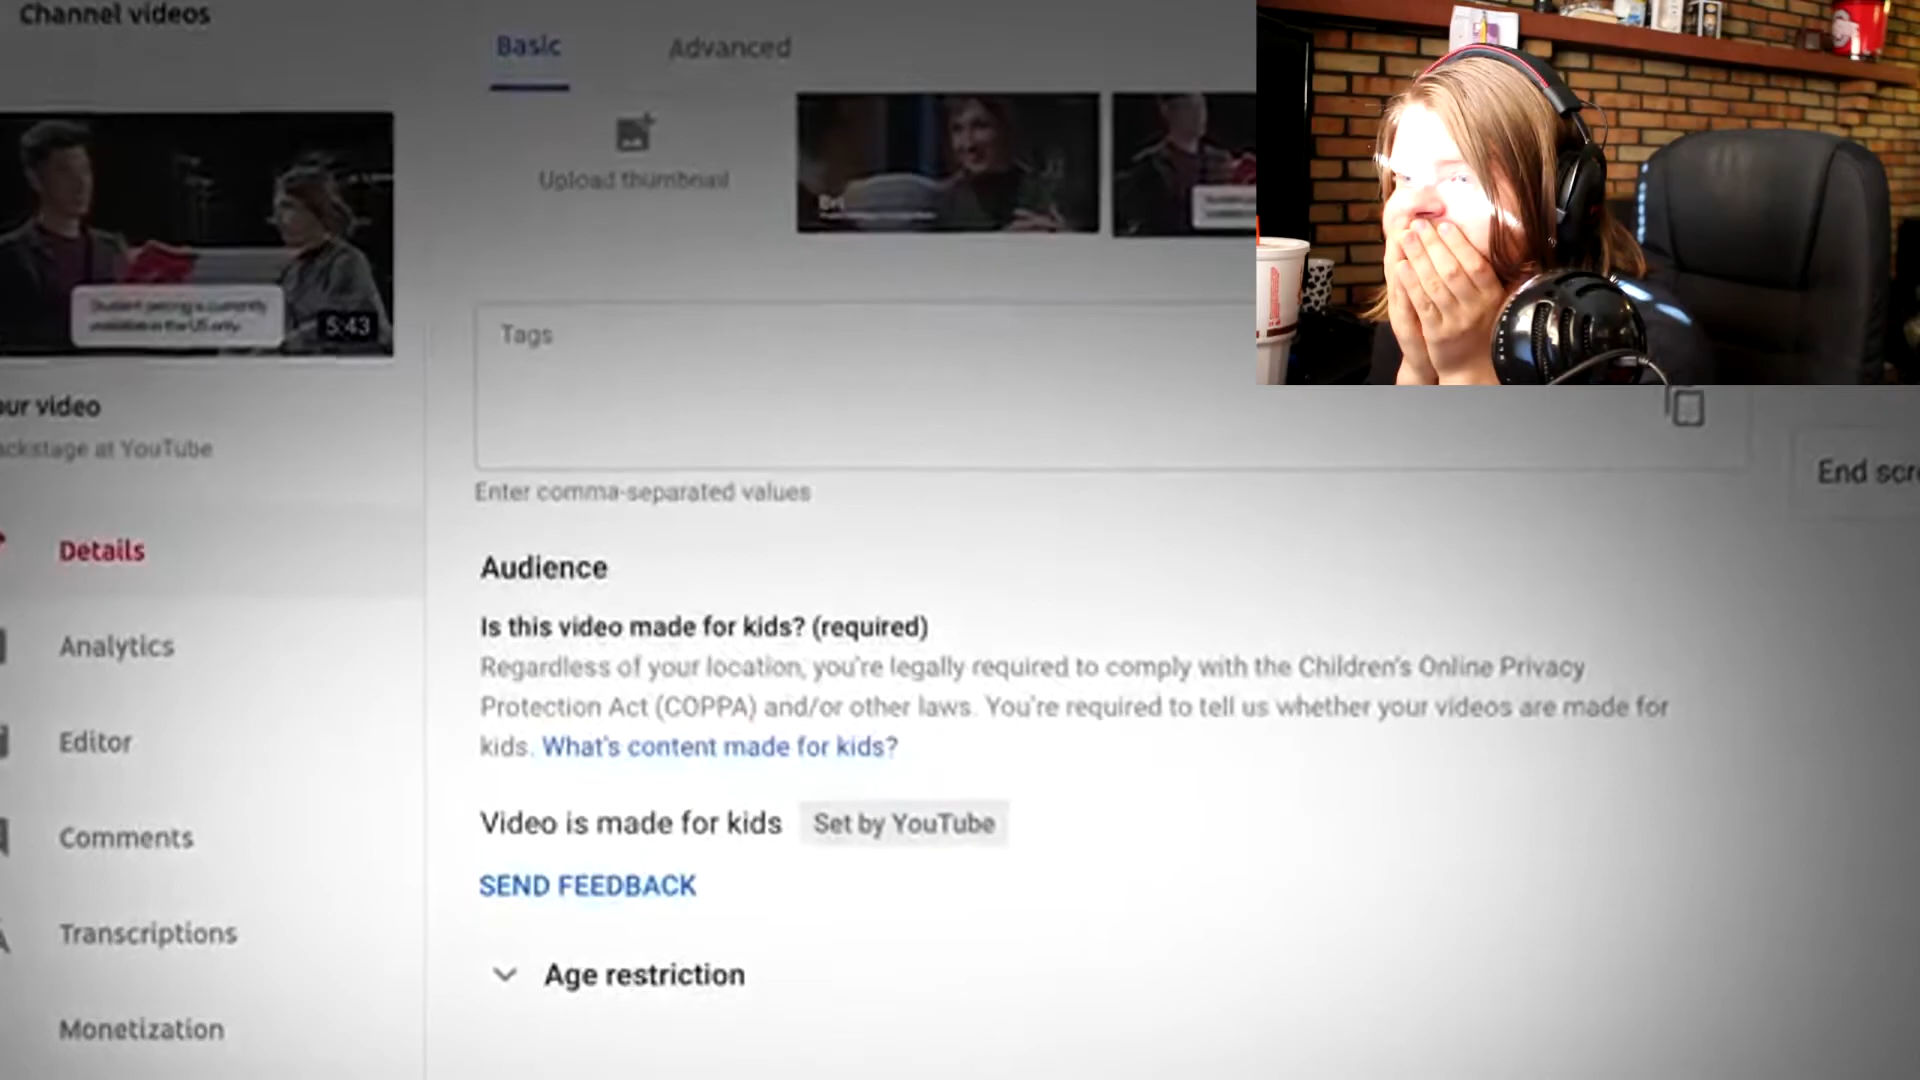 Channel videos
Basic
Advanced
Upload thumbnail
5:43
Tags
our video
ackstage at YouTube
Enter comma-separated values
End scre
Details
Audience
Is this video made for kids? (required)
Analytics
Regardless of your location, you're legally required to comply with the Children's Online Privacy
Protection Act (COPPA) and/or other laws. You're required to tell us whether your videos are made for
kids. What's content made for kids?
Editor
Video is made for kids Set by YouTube
Comments
SEND FEEDBACK
Transcriptions
Age restriction
Monetization